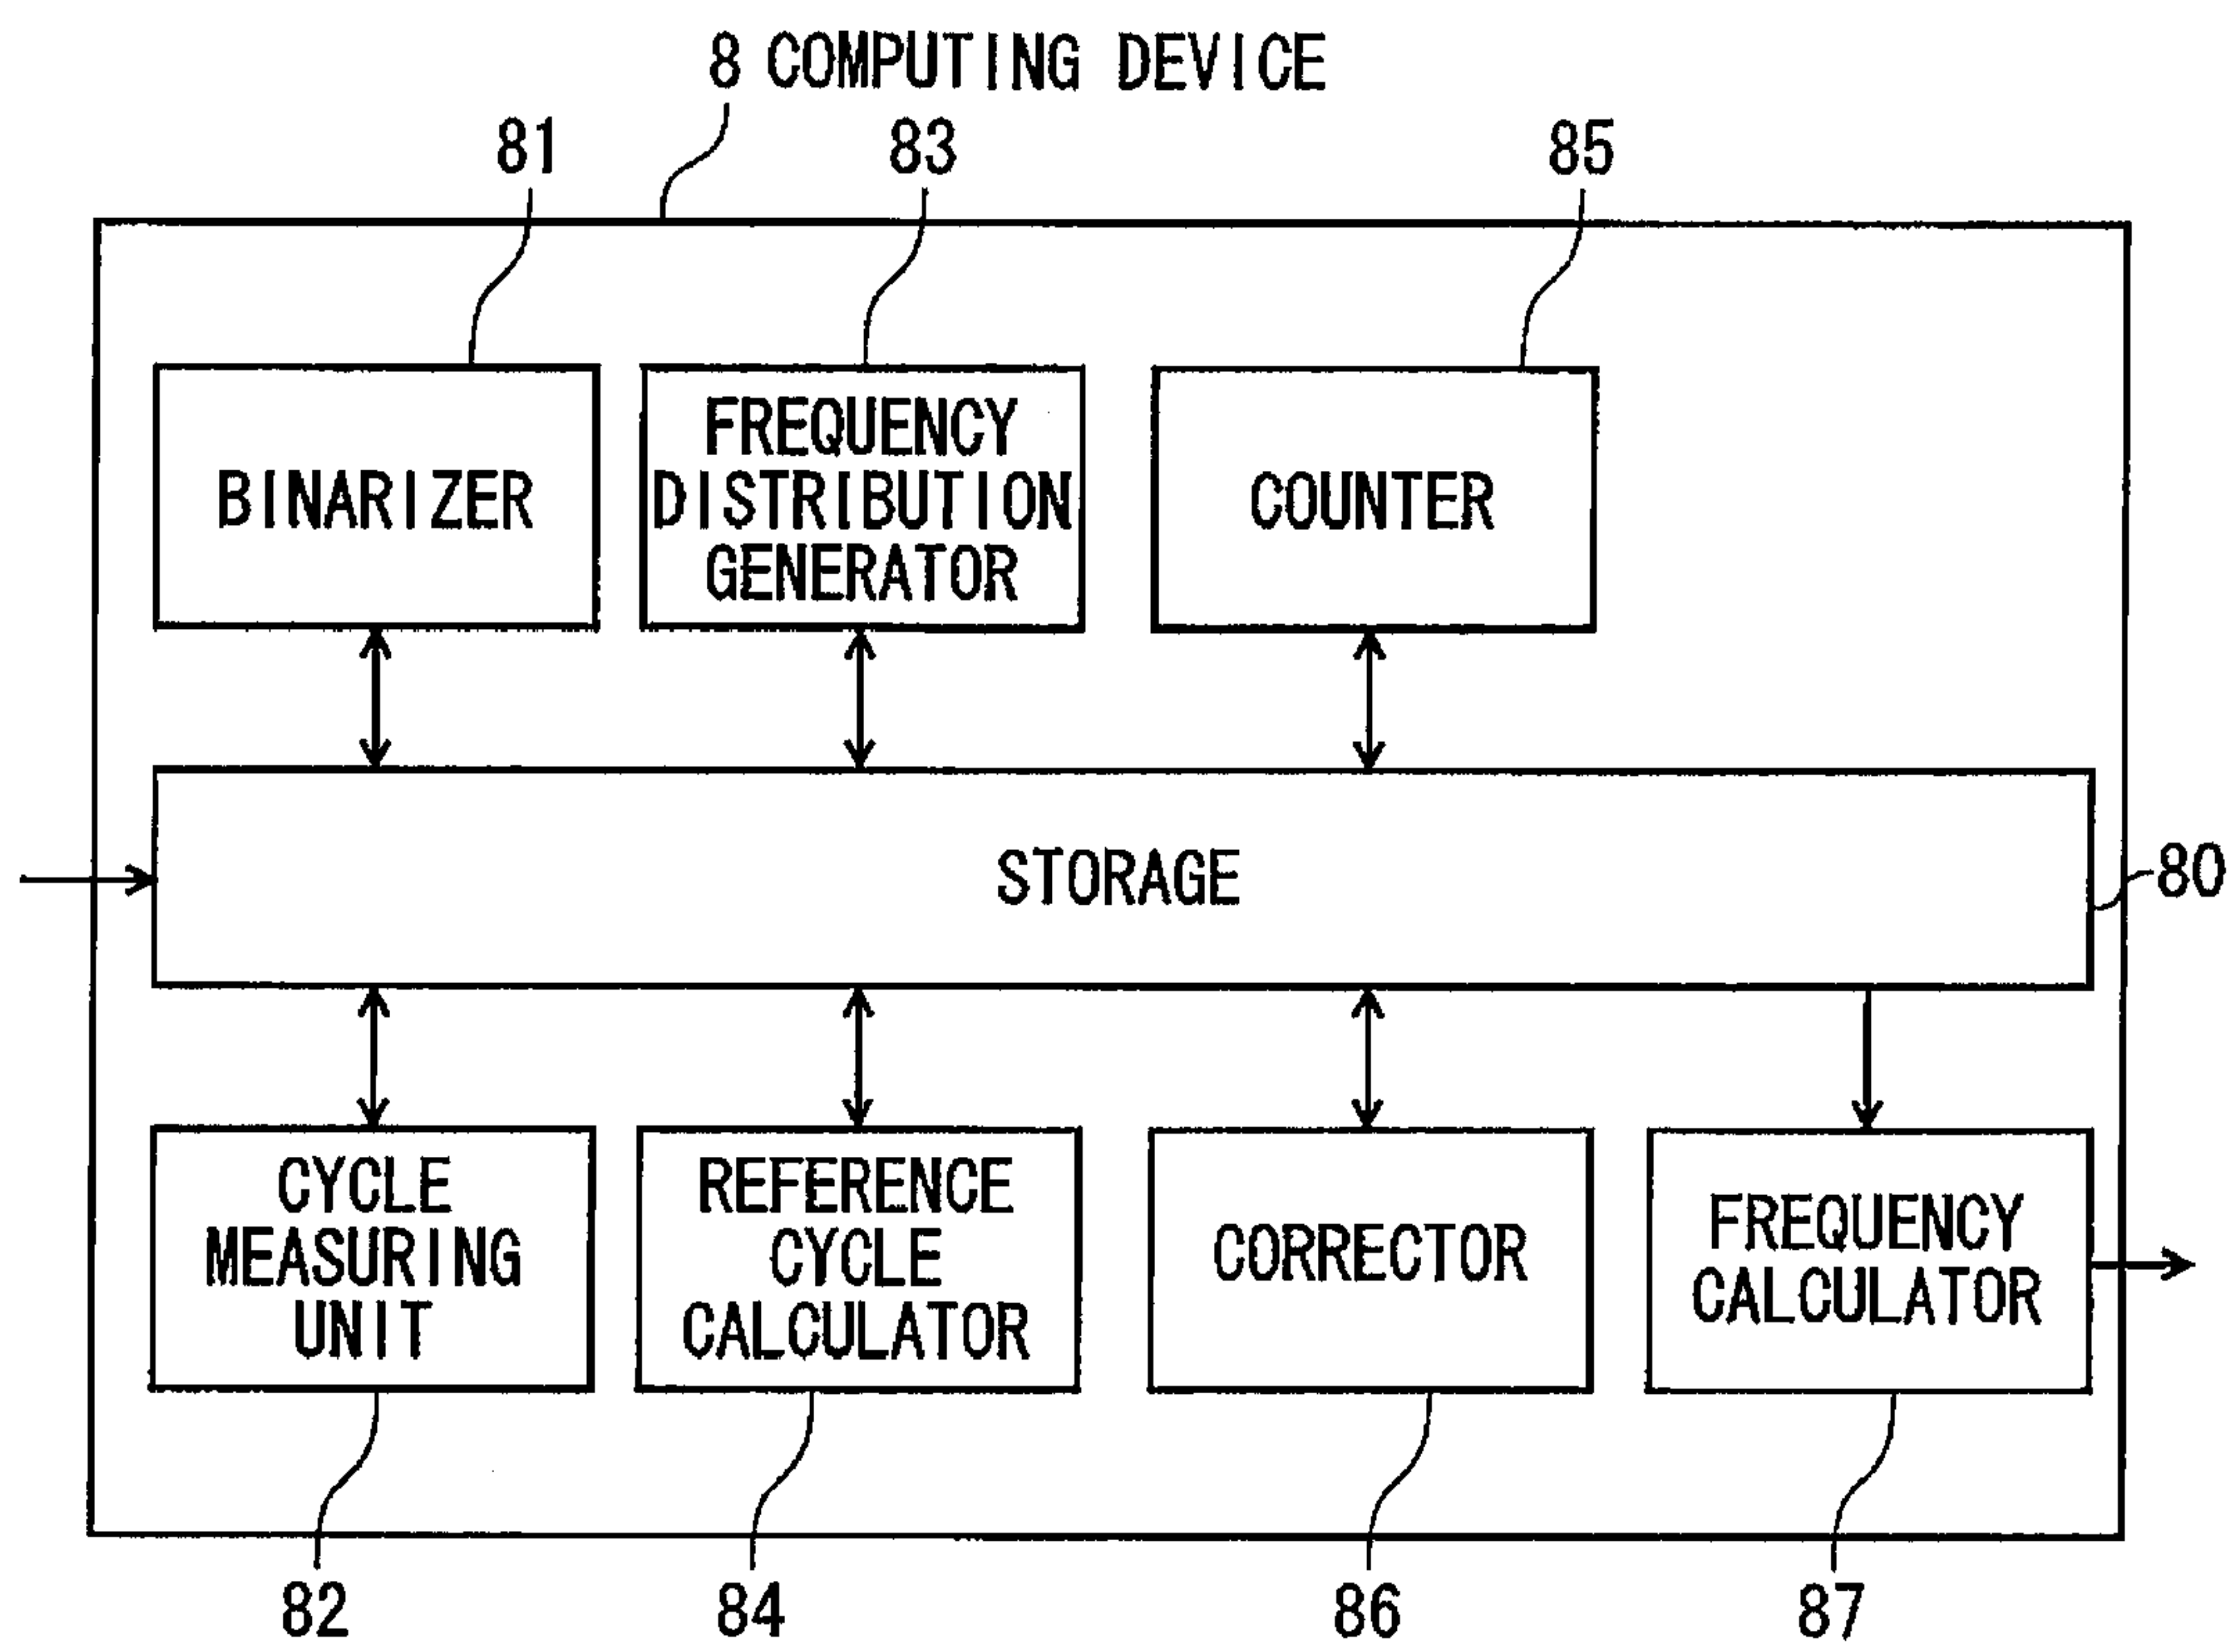 8 COMPUTING DEVICE
81
83
85
BINARIZER
FREQUENCY
DISTRIBUTION
GENERATOR
COUNTER
STORAGE
80
CYCLE
MEASURING
UNIT
REFERENCE
CYCLE
CALCULATOR
CORRECTOR
FREQUENCY
CALCULATOR
82
84
86
87